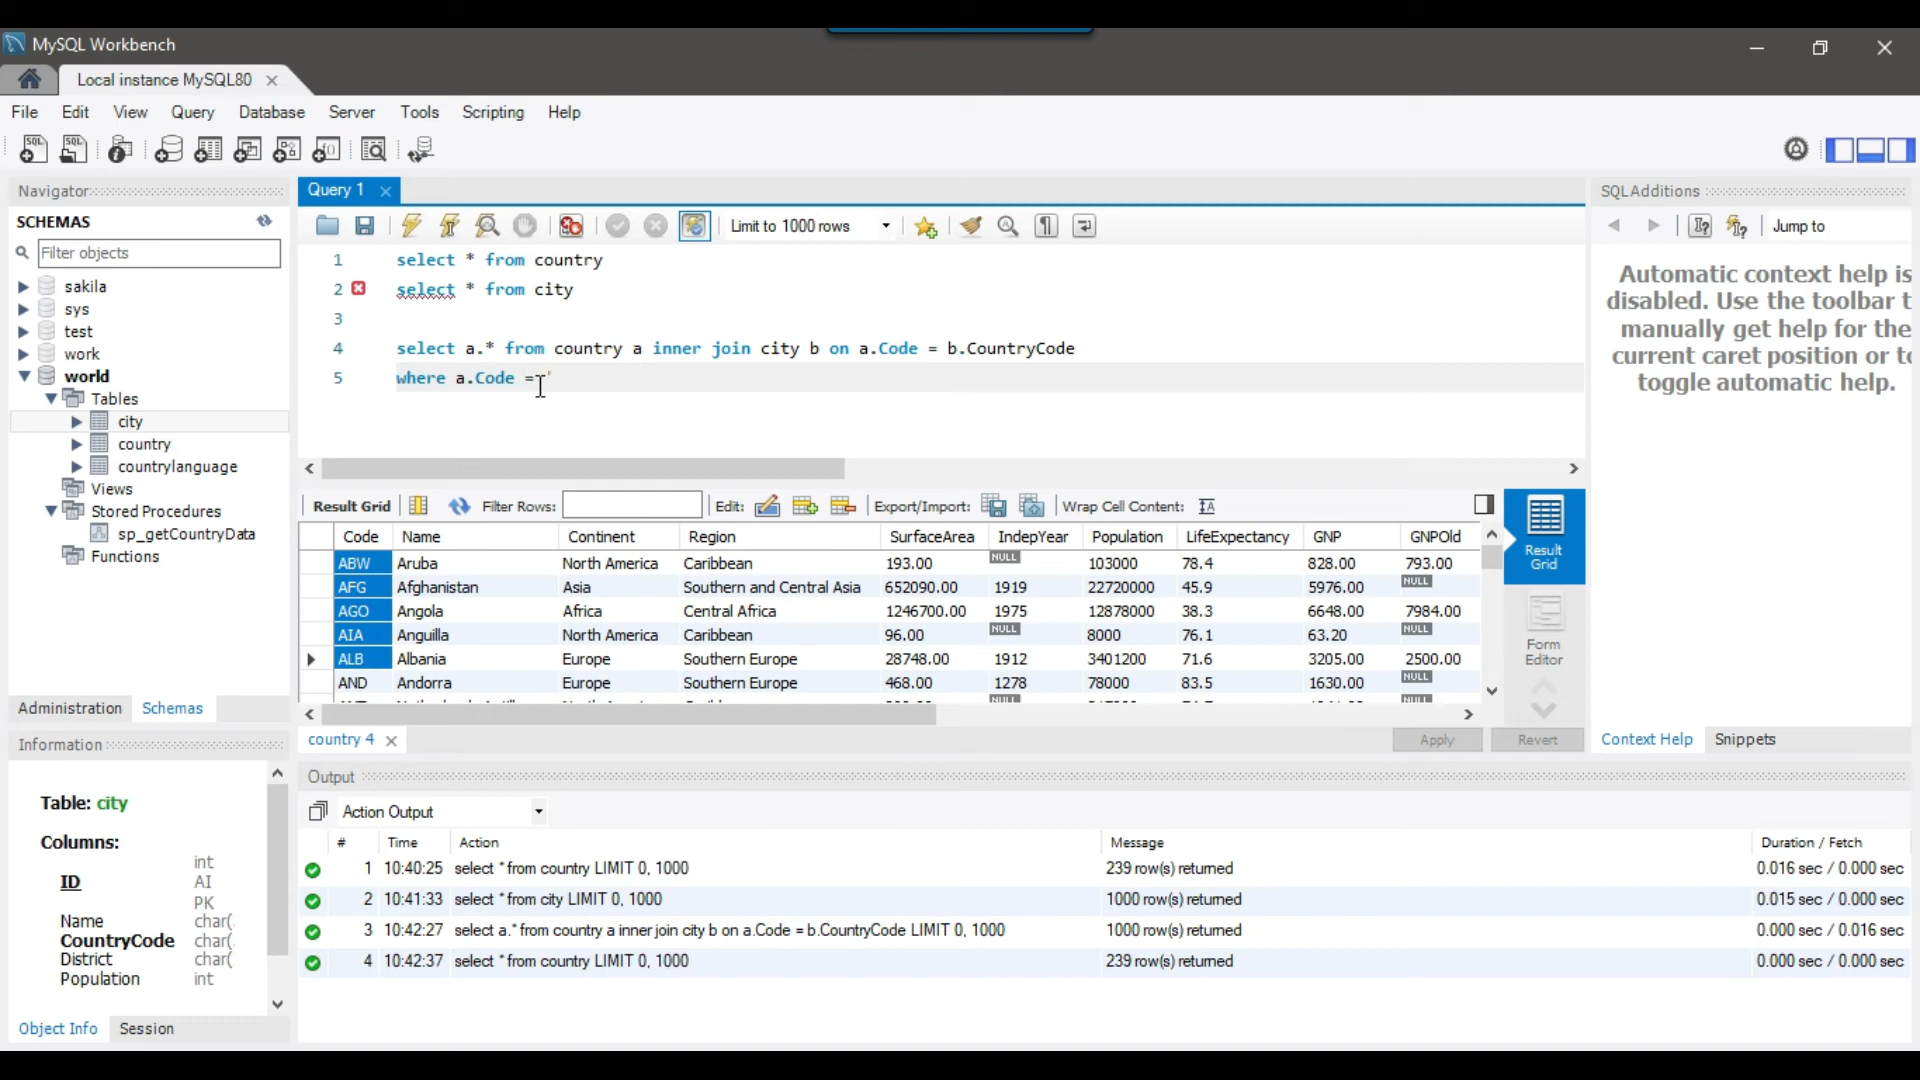 MySQL Workbench
Local instance MySQL80
File Edit View Query Database Server Tools Scripting Help
Navigator
SCHEMAS
Filter objects
sakila
sys
test
work
world
Tables
city
country
countrylanguage
Views
Stored Procedures
sp_getCountryData
Functions
Administration Schemas
Information
Table: city
Columns:
ID int AI PK
Name char(
CountryCode char(
District char(
Population int
Object Info Session
Query 1
Limit to 1000 rows
1 select * from country
2 select * from city
3
4 select a.* from country a inner join city b on a.Code = b.CountryCode
5 where a.Code = '
Result Grid Filter Rows: Edit: Export/Import: Wrap Cell Content:
Code Name Continent Region SurfaceArea IndepYear Population LifeExpectancy GNP GNPOld
ABW Aruba North America Caribbean 193.00 NULL 103000 78.4 828.00 793.00
AFG Afghanistan Asia Southern and Central Asia 652090.00 1919 22720000 45.9 5976.00 NULL
AGO Angola Africa Central Africa 1246700.00 1975 12878000 38.3 6648.00 7984.00
AIA Anguilla North America Caribbean 96.00 NULL 8000 76.1 63.20 NULL
ALB Albania Europe Southern Europe 28748.00 1912 3401200 71.6 3205.00 2500.00
AND Andorra Europe Southern Europe 468.00 1278 78000 83.5 1630.00 NULL
Result Grid
Form Editor
country 4 Apply Revert
Output
Action Output
# Time Action Message Duration / Fetch
1 10:40:25 select * from country LIMIT 0, 1000 239 row(s) returned 0.016 sec / 0.000 sec
2 10:41:33 select * from city LIMIT 0, 1000 1000 row(s) returned 0.015 sec / 0.000 sec
3 10:42:27 select a.* from country a inner join city b on a.Code = b.CountryCode LIMIT 0, 1000 1000 row(s) returned 0.000 sec / 0.016 sec
4 10:42:37 select * from country LIMIT 0, 1000 239 row(s) returned 0.000 sec / 0.000 sec
SQLAdditions
Jump to
Automatic context help is
disabled. Use the toolbar t
manually get help for the
current caret position or to
toggle automatic help.
Context Help Snippets